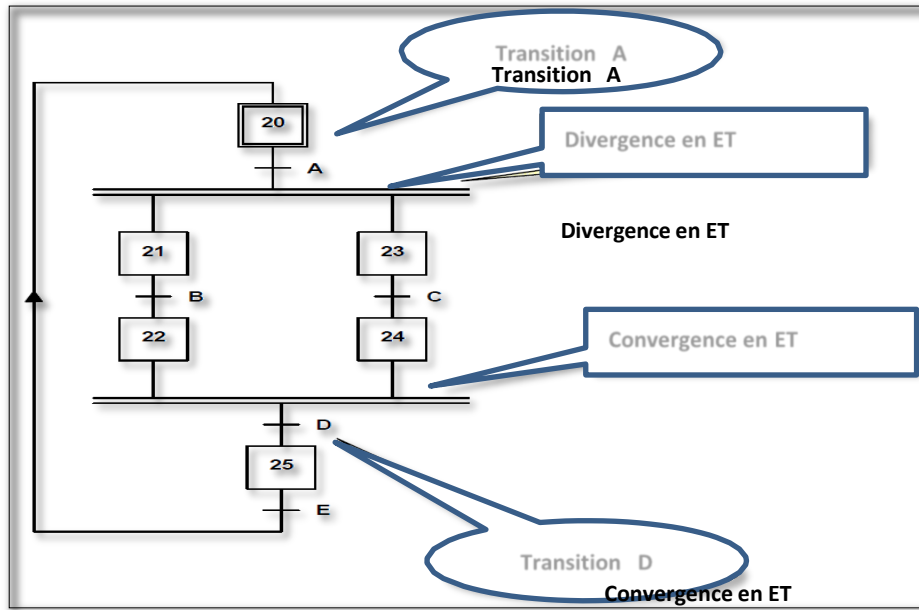 Transition A
Transition A
20
A
Divergence en ET
Divergence en ET
21
23
B
C
22
24
Convergence en ET
D
25
E
Transition D
Convergence en ET